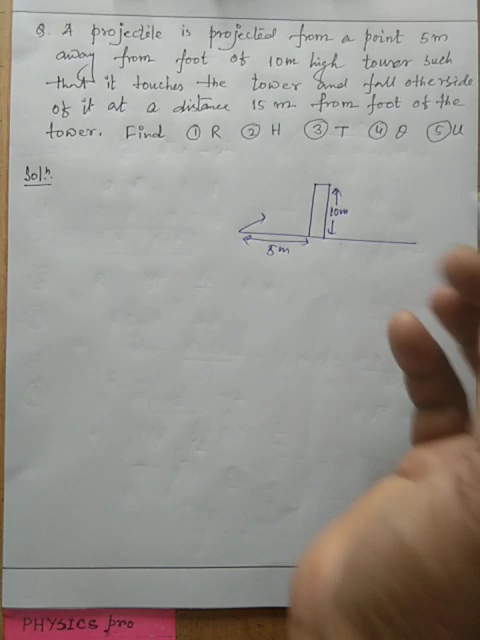 Q. A projectile is projected from a point 5m
away from foot of 10m high tower such
that it touches the tower and fall otherside
of it at a distance 15 m from foot of the
tower. Find ① R ② H ③ T ④ θ ⑤ U
Solⁿ.
10m
5m
PHYSICS pro